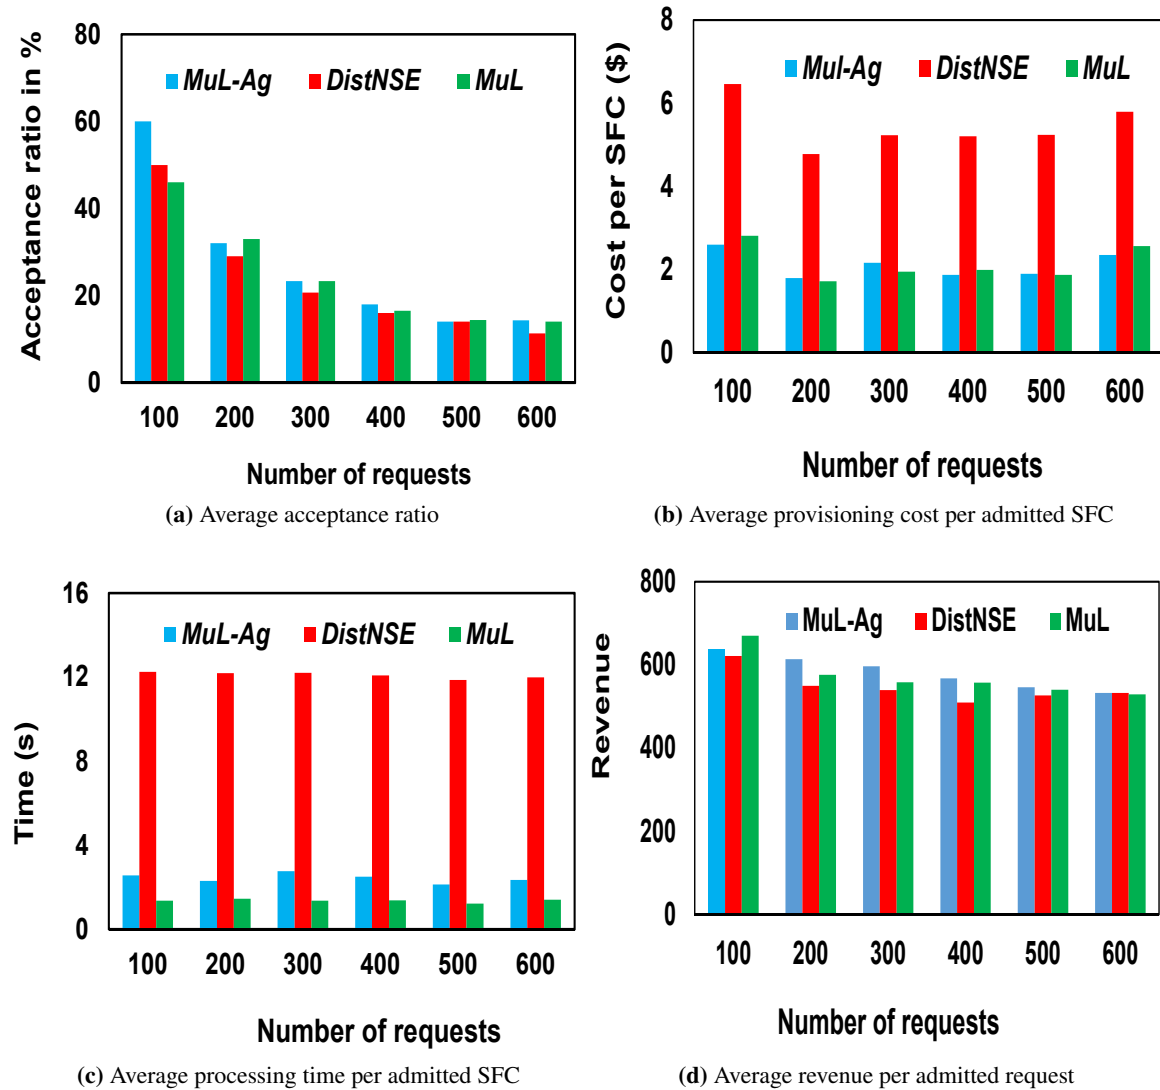 Acceptance ratio in %
80
60
40
20
0
MuL-Ag DistNSE MuL
100 200 300 400 500 600
Number of requests
(a) Average acceptance ratio
Cost per SFC ($)
8
6
4
2
0
Mul-Ag DistNSE MuL
100 200 300 400 500 600
Number of requests
(b) Average provisioning cost per admitted SFC
Time (s)
16
12
8
4
0
MuL-Ag DistNSE MuL
100 200 300 400 500 600
Number of requests
(c) Average processing time per admitted SFC
Revenue
800
600
400
200
0
MuL-Ag DistNSE MuL
100 200 300 400 500 600
Number of requests
(d) Average revenue per admitted request